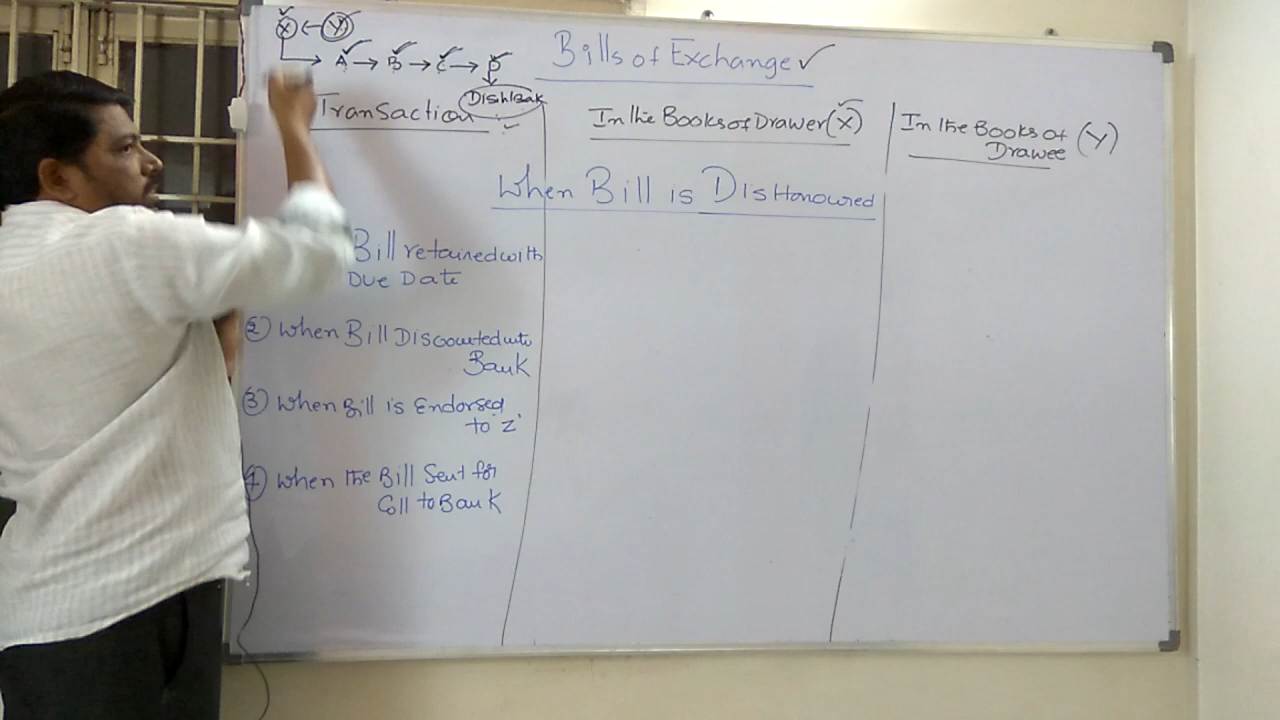 X ← Y
→ A → B → C → D
Bills of Exchange ✓
Transaction
In the Books of Drawer (X)
In the Books of (Y)
Drawee
When Bill is DisHonoured
Bill retained with
Due Date
② When Bill Discounted with
Bank
③ When Bill is Endorsed
to 'Z'
④ When the Bill Sent for
Coll to Bank